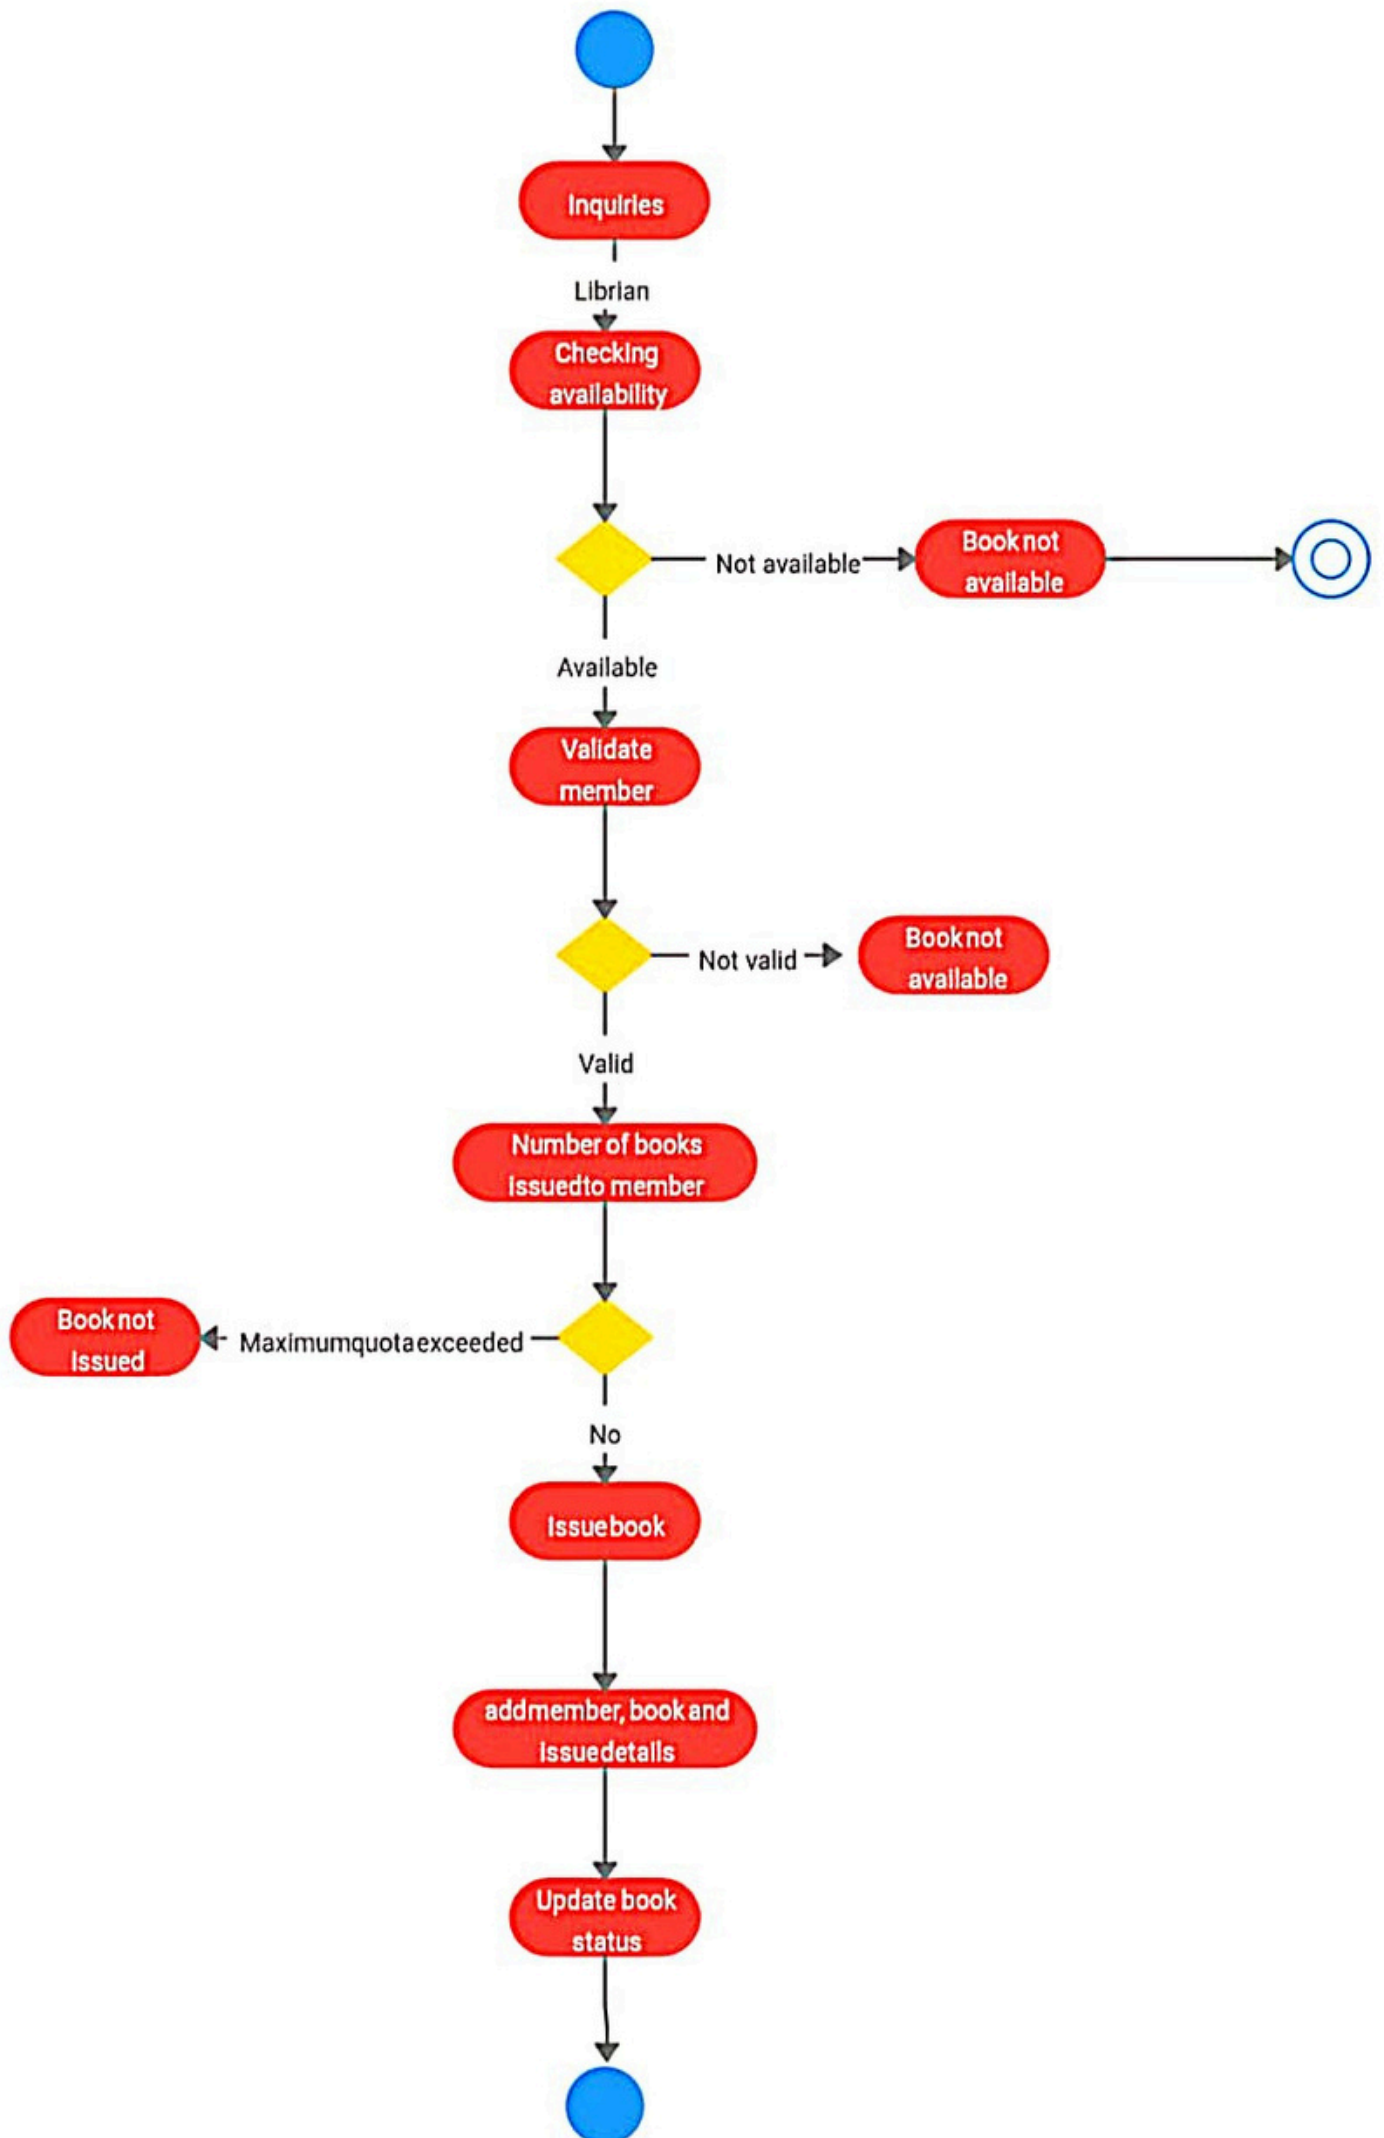 Inquiries
Librian
Checking
availability
Not available
Book not
available
Available
Validate
member
Not valid
Book not
available
Valid
Number of books
issuedto member
Book not
issued
Maximumquotaexceeded
No
Issuebook
addmember, book and
issuedetails
Update book
status